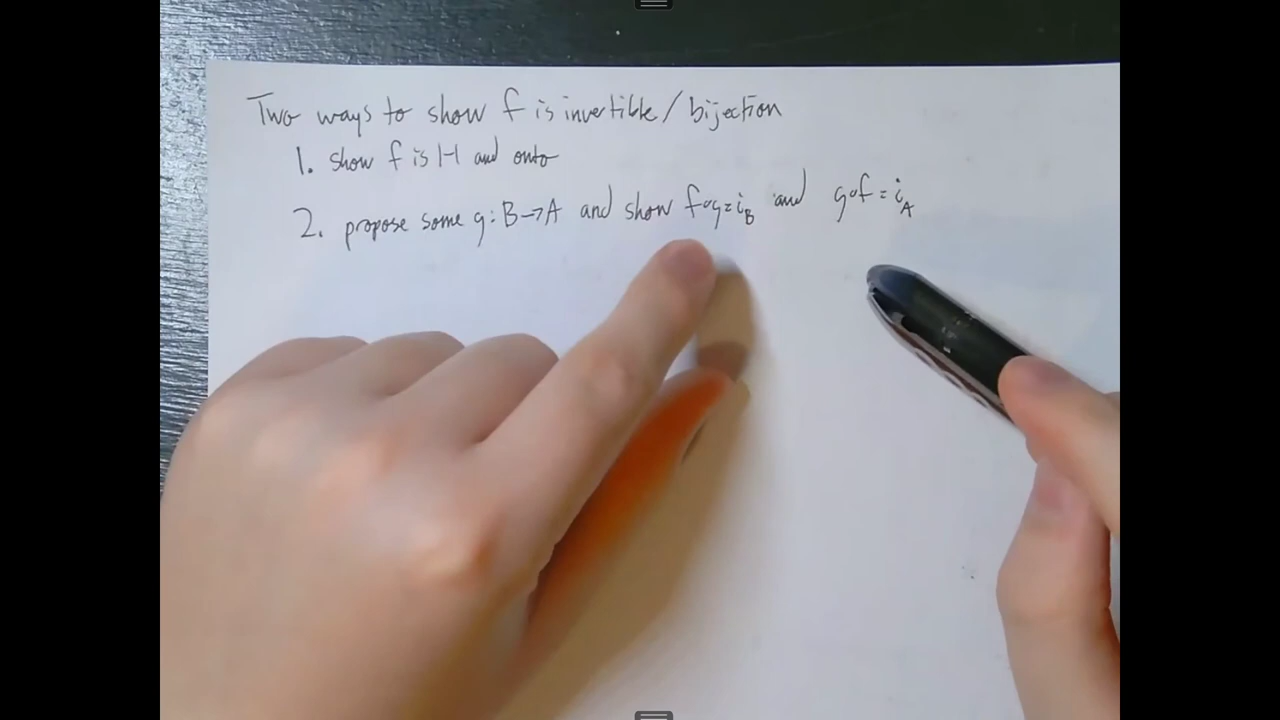 Two ways to show f is invertible/bijection
1. show f is 1-1 and onto
2. propose some g: B→A and show f∘g = i_B and g∘f = i_A